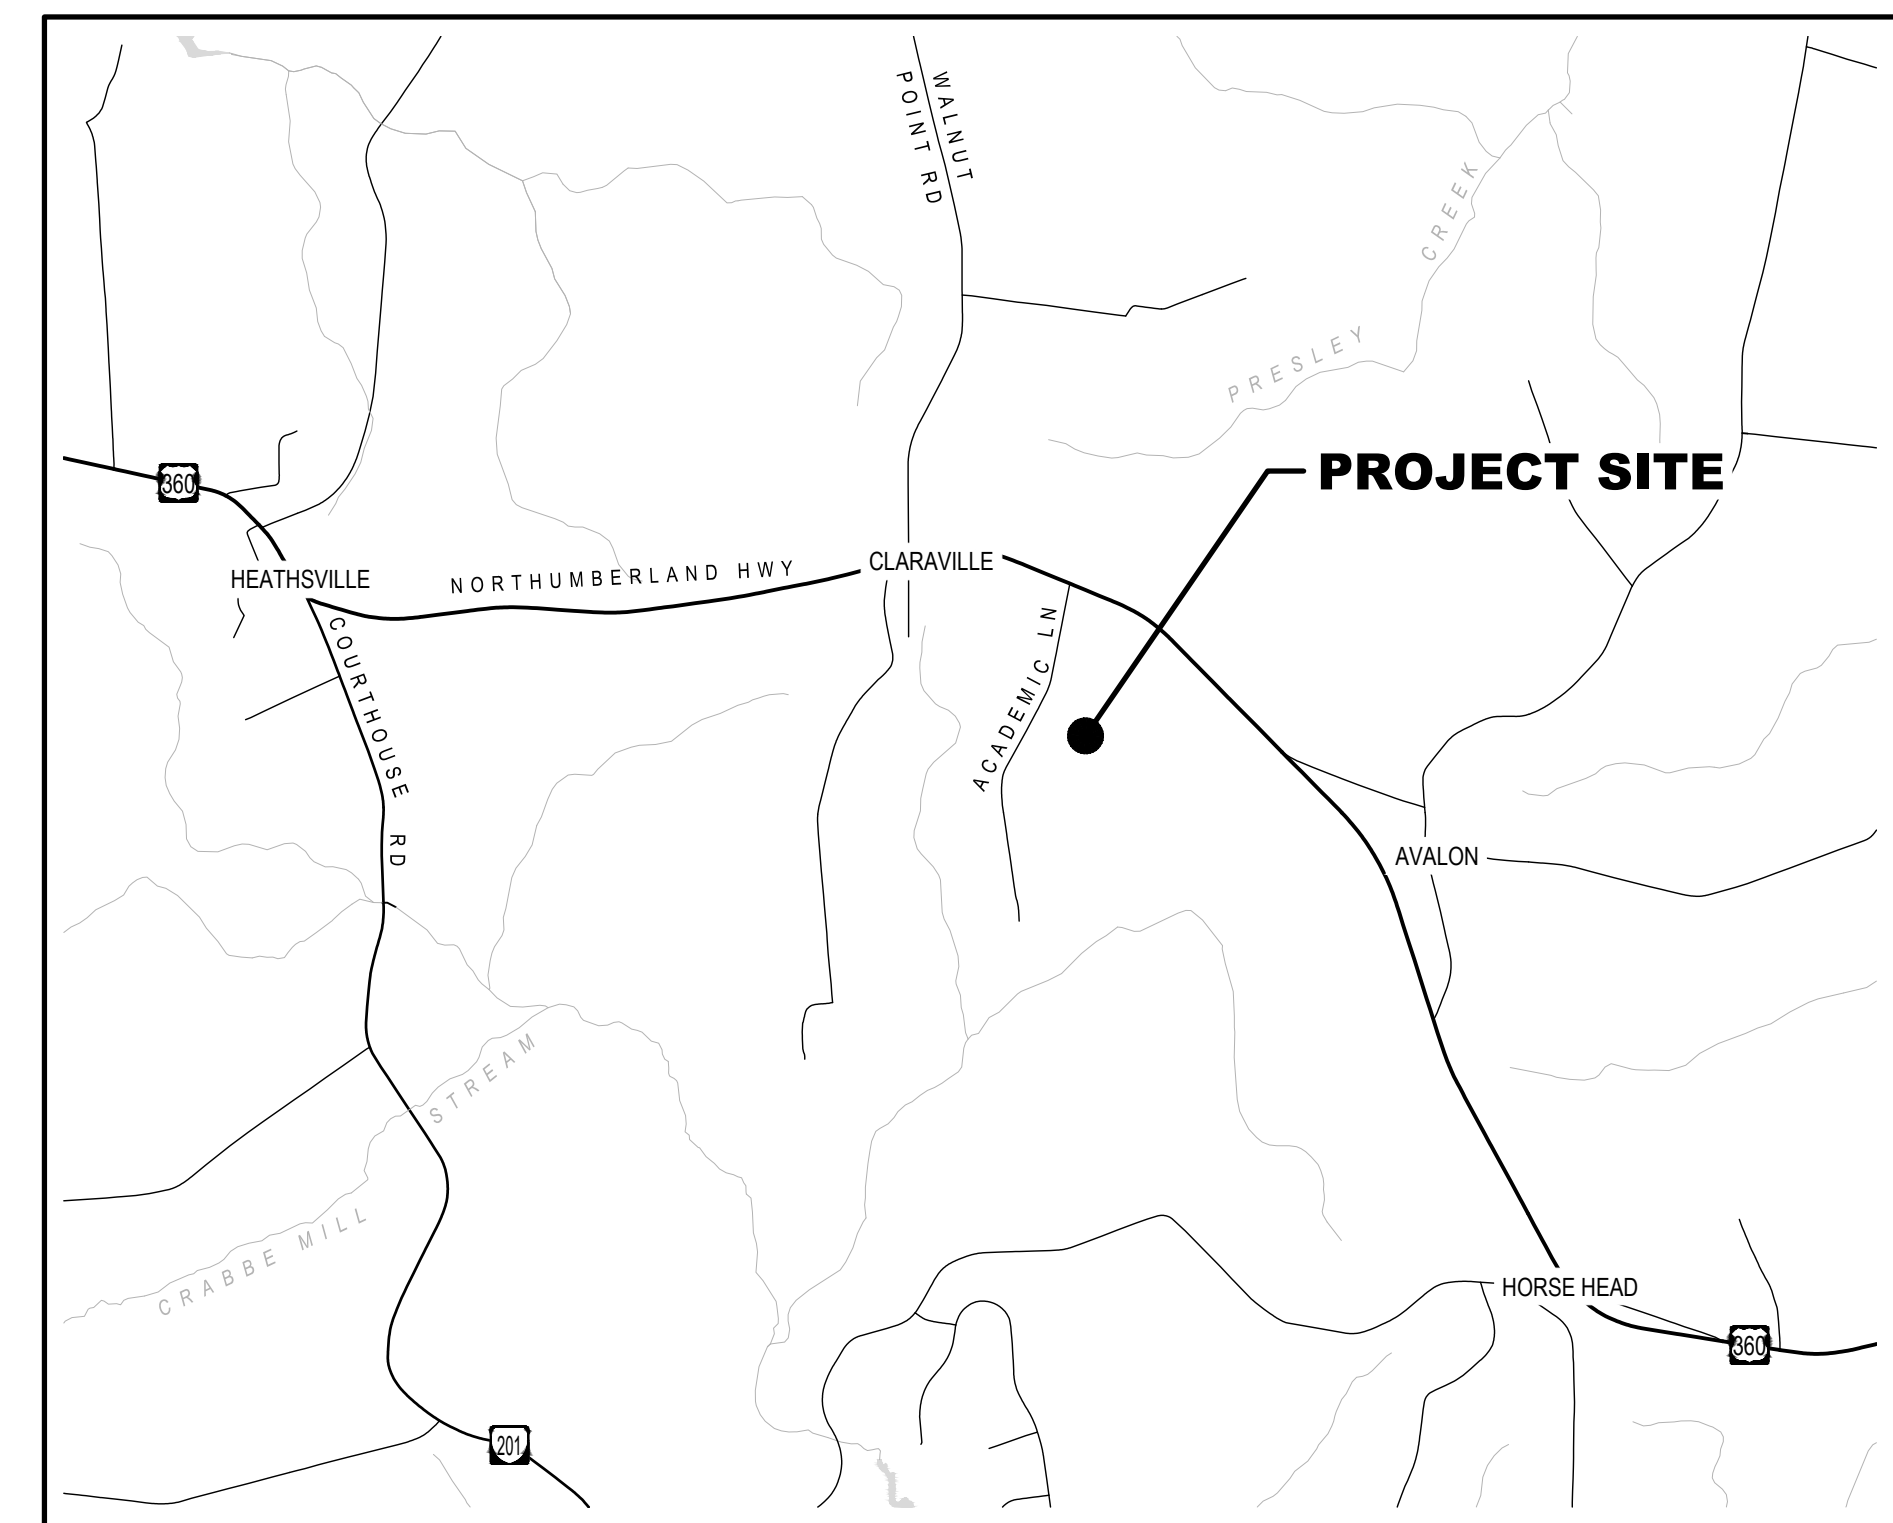 WALNUT
POINT RD
CREEK
PRESLEY
PROJECT SITE
360
HEATHSVILLE
NORTHUMBERLAND HWY
CLARAVILLE
COURTHOUSE RD
ACADEMIC LN
AVALON
STREAM
CRABBE MILL
HORSE HEAD
360
201